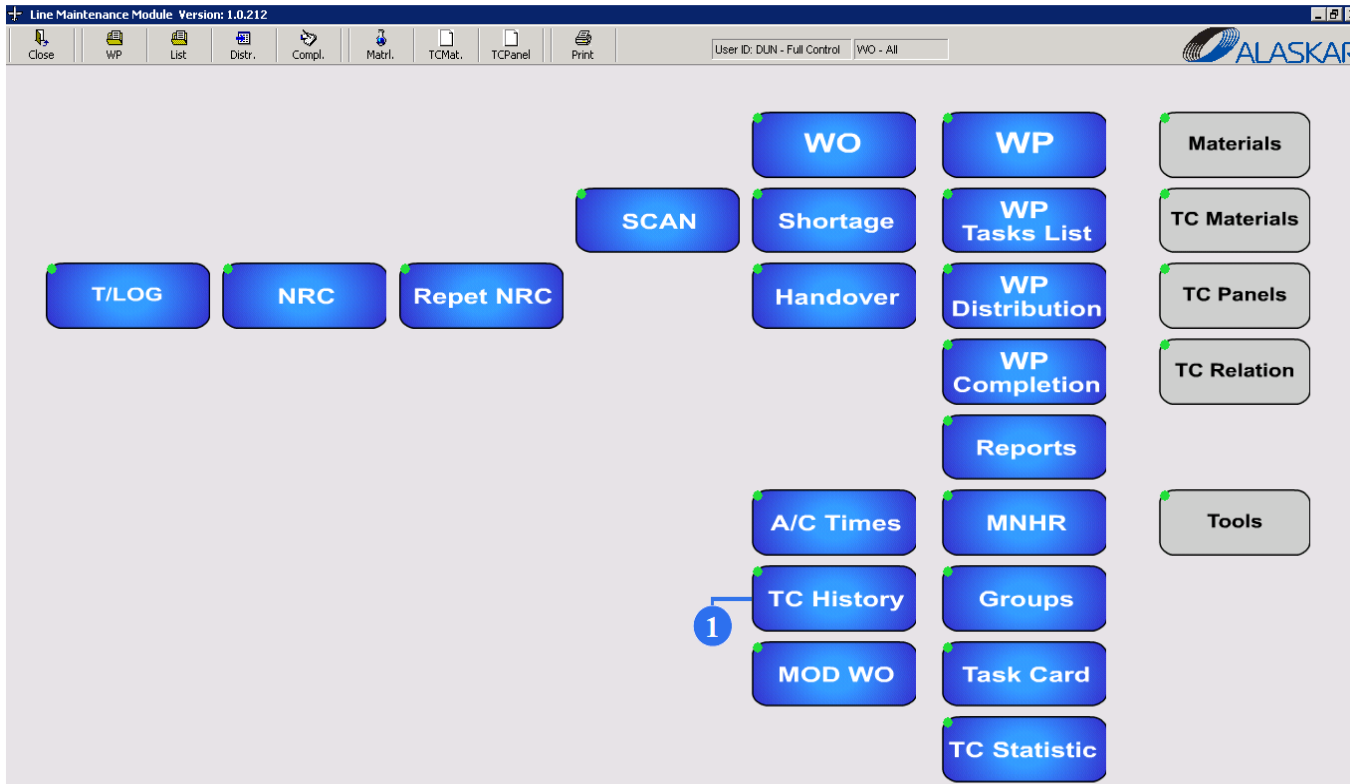 Line Maintenance Module Version: 1.0.212
Close WP List Distr. Compl. Matrl. TCMat. TCPanel Print User ID: DUN - Full Control WO - All
ALASKAR
WO WP Materials
SCAN Shortage WP Tasks List TC Materials
T/LOG NRC Repet NRC Handover WP Distribution TC Panels
WP Completion TC Relation
Reports
A/C Times MNHR Tools
TC History Groups
1
MOD WO Task Card
TC Statistic